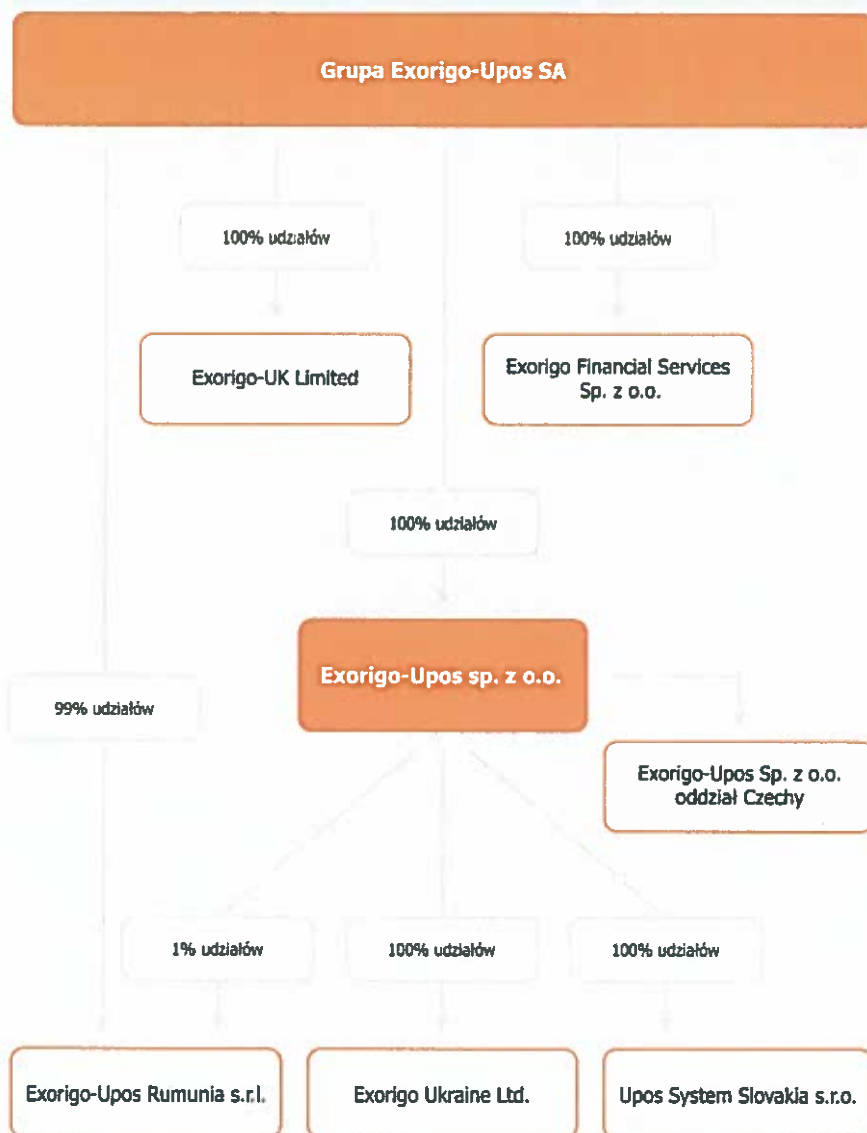 Grupa Exorigo-Upos SA
100% udziałów
100% udziałów
Exorigo-UK Limited
Exorigo Financial Services
Sp. z o.o.
100% udziałów
Exorigo-Upos sp. z o.o.
99% udziałów
Exorigo-Upos Sp. z o.o.
oddział Czechy
1% udziałów
100% udziałów
100% udziałów
Exorigo-Upos Rumunia s.r.l.
Exorigo Ukraine Ltd.
Upos System Slovakia s.r.o.